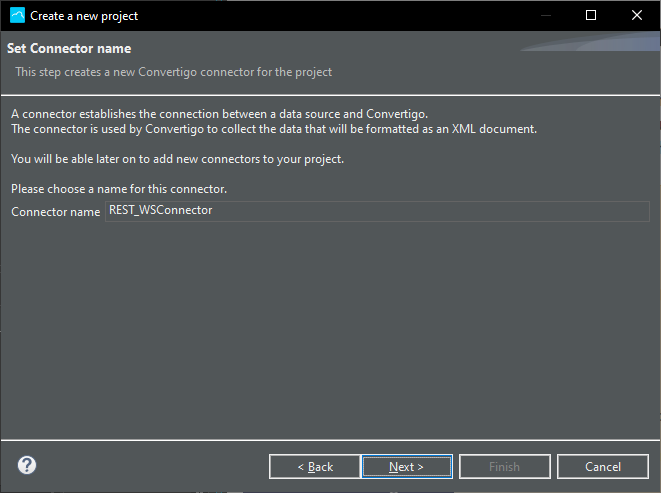 Create a new project
Set Connector name
This step creates a new Convertigo connector for the project
A connector establishes the connection between a data source and Convertigo.
The connector is used by Convertigo to collect the data that will be formatted as an XML document.
You will be able later on to add new connectors to your project.
Please choose a name for this connector.
Connector name REST_WSConnector
? < Back Next > Finish Cancel